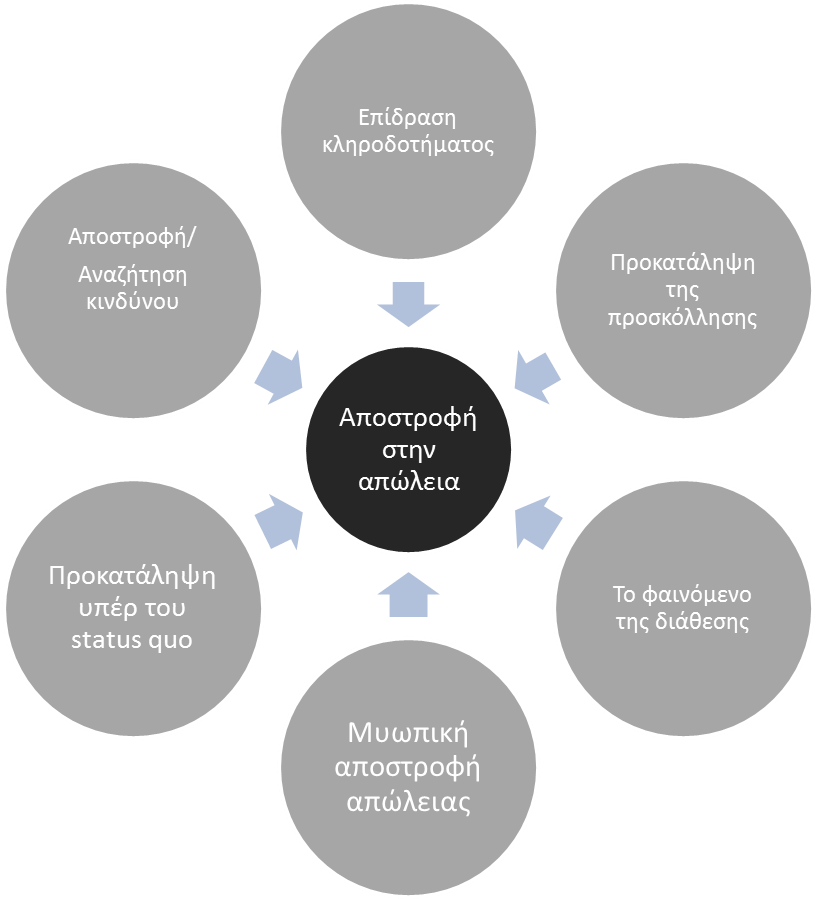 Επίδραση
κληροδοτήματος
Προκατάληψη
της
προσκόλλησης
Το φαινόμενο
της διάθεσης
Μυωπική
αποστροφή
απώλειας
Προκατάληψη
υπέρ του
status quo
Αποστροφή/
Αναζήτηση
κινδύνου
Αποστροφή
στην
απώλεια